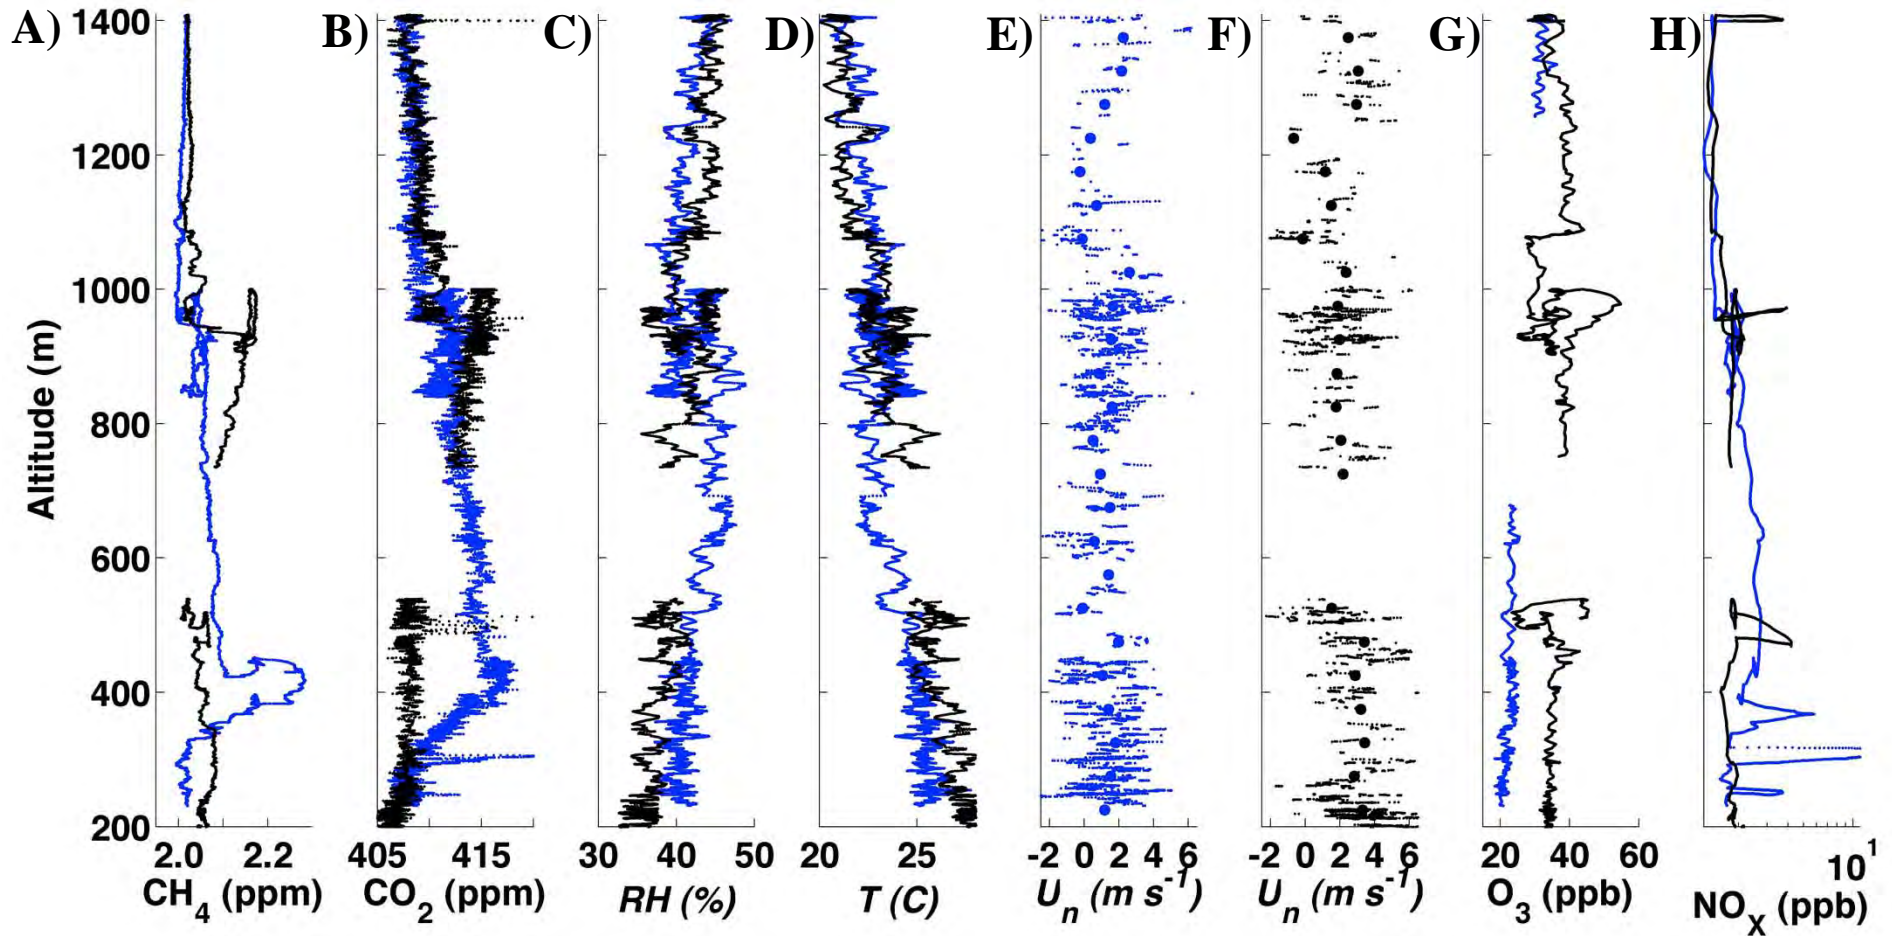 A) B) C) D) E) F) G) H)
1400
1200
1000
800
600
400
200
Altitude (m)
2.0 2.2
405 415
30 40 50
20 25
-2 0 2 4 6
-2 0 2 4 6
20 40 60
10¹
CH₄ (ppm)
CO₂ (ppm)
RH (%)
T (C)
Uₙ (m s⁻¹)
Uₙ (m s⁻¹)
O₃ (ppb)
NOₓ (ppb)